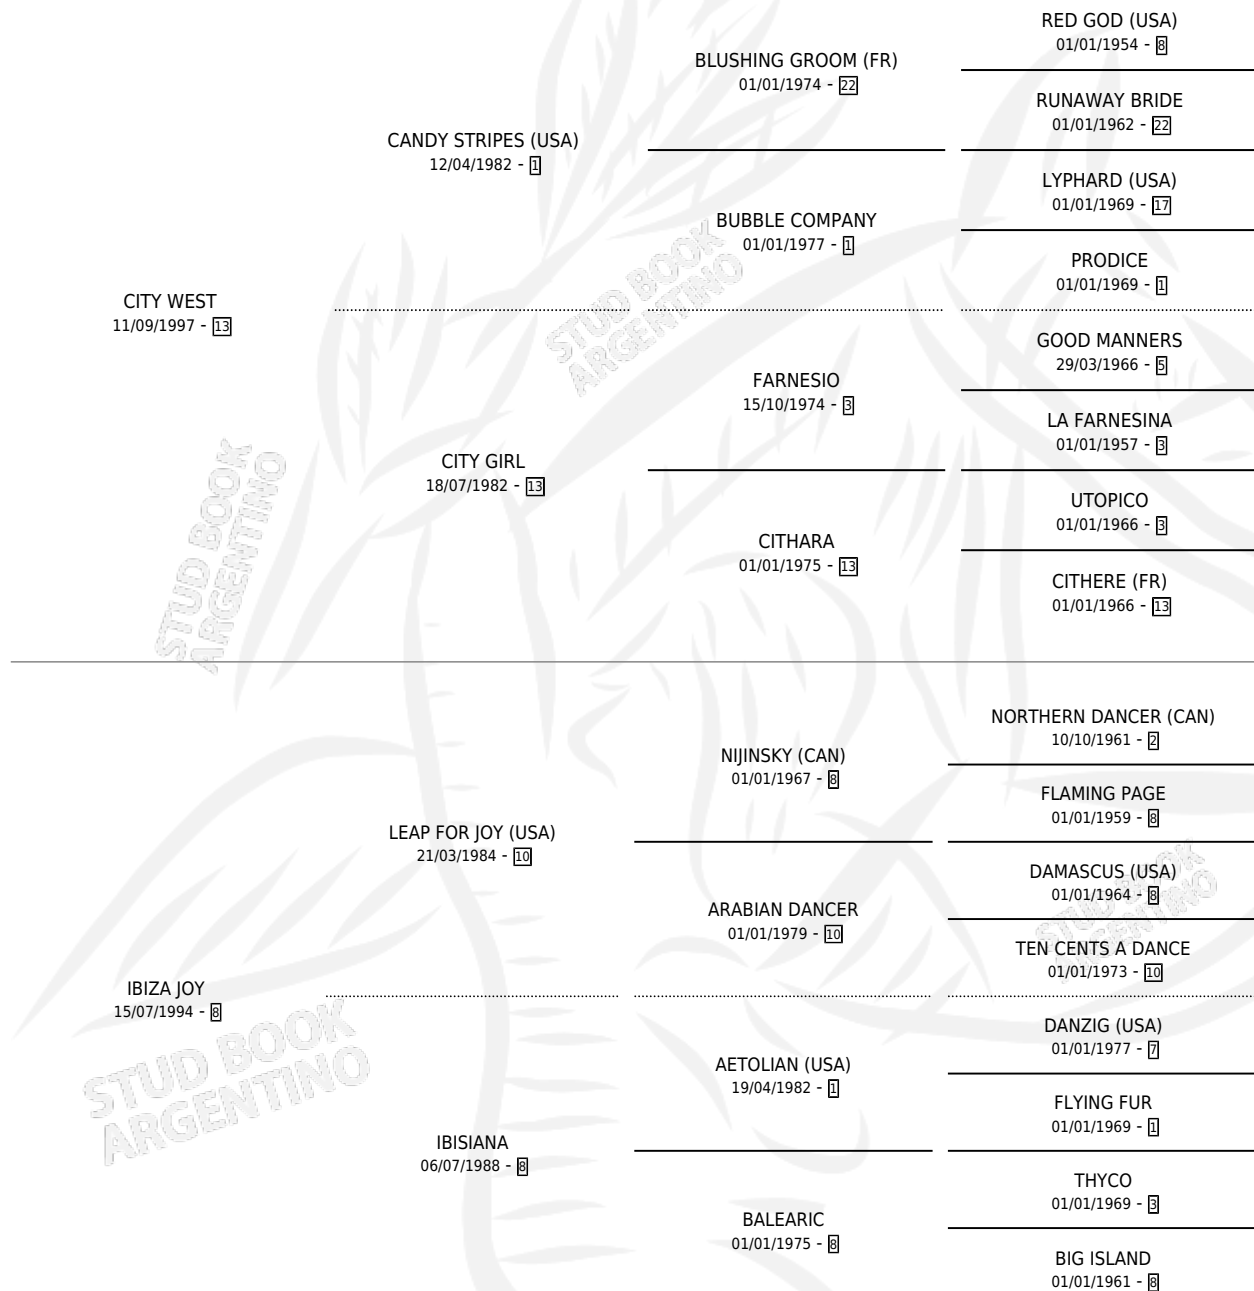 RED GOD (USA)
01/01/1954 - 8
BLUSHING GROOM (FR)
01/01/1974 - 22
RUNAWAY BRIDE
01/01/1962 - 22
CANDY STRIPES (USA)
12/04/1982 - 1
LYPHARD (USA)
01/01/1969 - 17
BUBBLE COMPANY
01/01/1977 - 1
PRODICE
01/01/1969 - 1
CITY WEST
11/09/1997 - 13
GOOD MANNERS
29/03/1966 - 5
FARNESIO
15/10/1974 - 3
LA FARNESINA
01/01/1957 - 3
CITY GIRL
18/07/1982 - 13
UTOPICO
01/01/1966 - 3
CITHARA
01/01/1975 - 13
CITHERE (FR)
01/01/1966 - 13
NORTHERN DANCER (CAN)
10/10/1961 - 2
NIJINSKY (CAN)
01/01/1967 - 8
FLAMING PAGE
01/01/1959 - 8
LEAP FOR JOY (USA)
21/03/1984 - 10
DAMASCUS (USA)
01/01/1964 - 8
ARABIAN DANCER
01/01/1979 - 10
TEN CENTS A DANCE
01/01/1973 - 10
IBIZA JOY
15/07/1994 - 8
DANZIG (USA)
01/01/1977 - 7
AETOLIAN (USA)
19/04/1982 - 1
FLYING FUR
01/01/1969 - 1
IBISIANA
06/07/1988 - 8
THYCO
01/01/1969 - 3
BALEARIC
01/01/1975 - 8
BIG ISLAND
01/01/1961 - 8
STUD BOOK
ARGENTINO
STUD BOOK
ARGENTINO
STUD BOOK
ARGENTINO
STUD BOOK
ARGENTINO